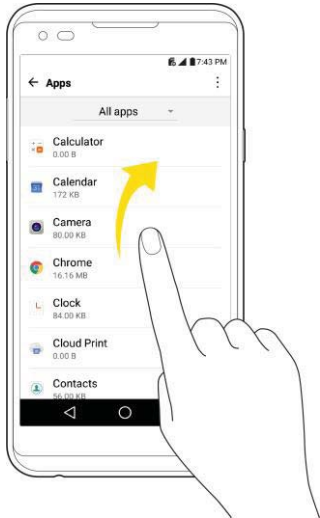 7:43 PM
Apps
All apps
Calculator
0.00 B
Calendar
172 KB
Camera
80.00 KB
Chrome
16.16 MB
Clock
84.00 KB
Cloud Print
0.00 B
Contacts
56.00 KB